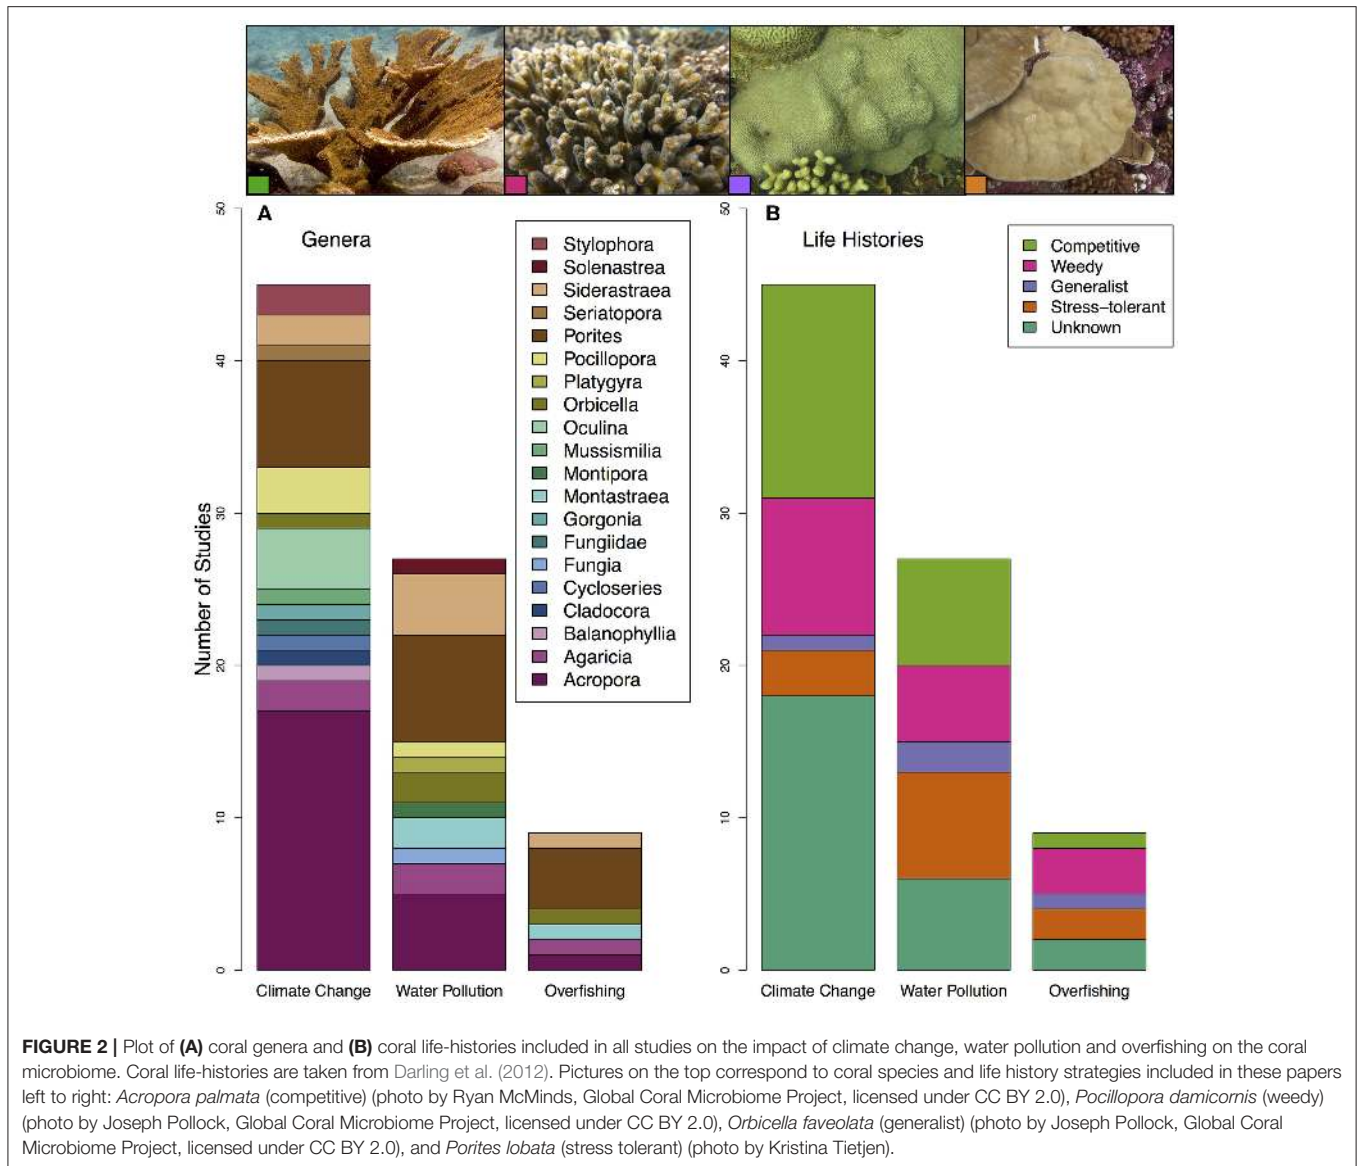 A
Genera
50
40
30
20
10
0
Number of Studies
Stylophora
Solenastrea
Siderastraea
Seriatopora
Porites
Pocillopora
Platygyra
Orbicella
Oculina
Mussismilia
Montipora
Montastraea
Gorgonia
Fungiidae
Fungia
Cycloseries
Cladocora
Balanophyllia
Agaricia
Acropora
Climate Change Water Pollution Overfishing
B
Life Histories
50
40
30
20
10
0
Competitive
Weedy
Generalist
Stress–tolerant
Unknown
Climate Change Water Pollution Overfishing
FIGURE 2 | Plot of (A) coral genera and (B) coral life-histories included in all studies on the impact of climate change, water pollution and overfishing on the coral
microbiome. Coral life-histories are taken from Darling et al. (2012). Pictures on the top correspond to coral species and life history strategies included in these papers
left to right: Acropora palmata (competitive) (photo by Ryan McMinds, Global Coral Microbiome Project, licensed under CC BY 2.0), Pocillopora damicornis (weedy)
(photo by Joseph Pollock, Global Coral Microbiome Project, licensed under CC BY 2.0), Orbicella faveolata (generalist) (photo by Joseph Pollock, Global Coral
Microbiome Project, licensed under CC BY 2.0), and Porites lobata (stress tolerant) (photo by Kristina Tietjen).